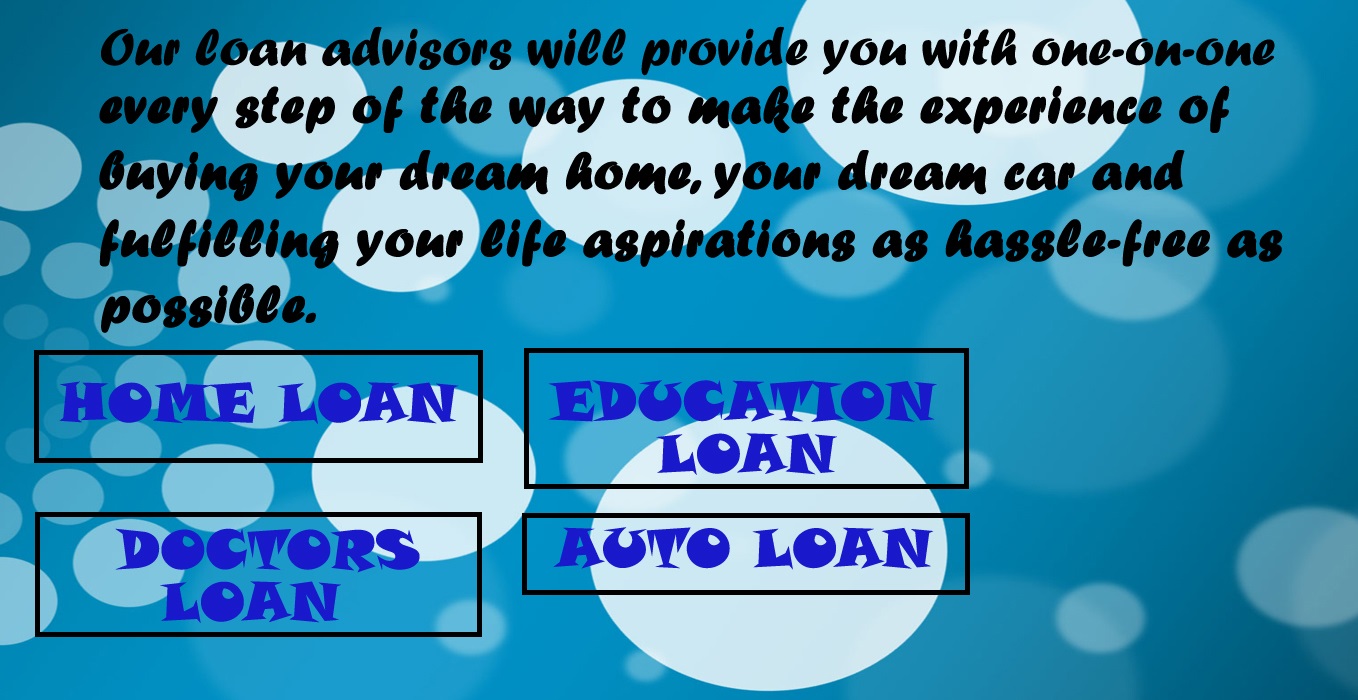 Our loan advisors will provide you with one-on-one
every step of the way to make the experience of
buying your dream home, your dream car and
fulfilling your life aspirations as hassle-free as
possible.
HOME LOAN
EDUCATION
LOAN
DOCTORS
LOAN
AUTO LOAN